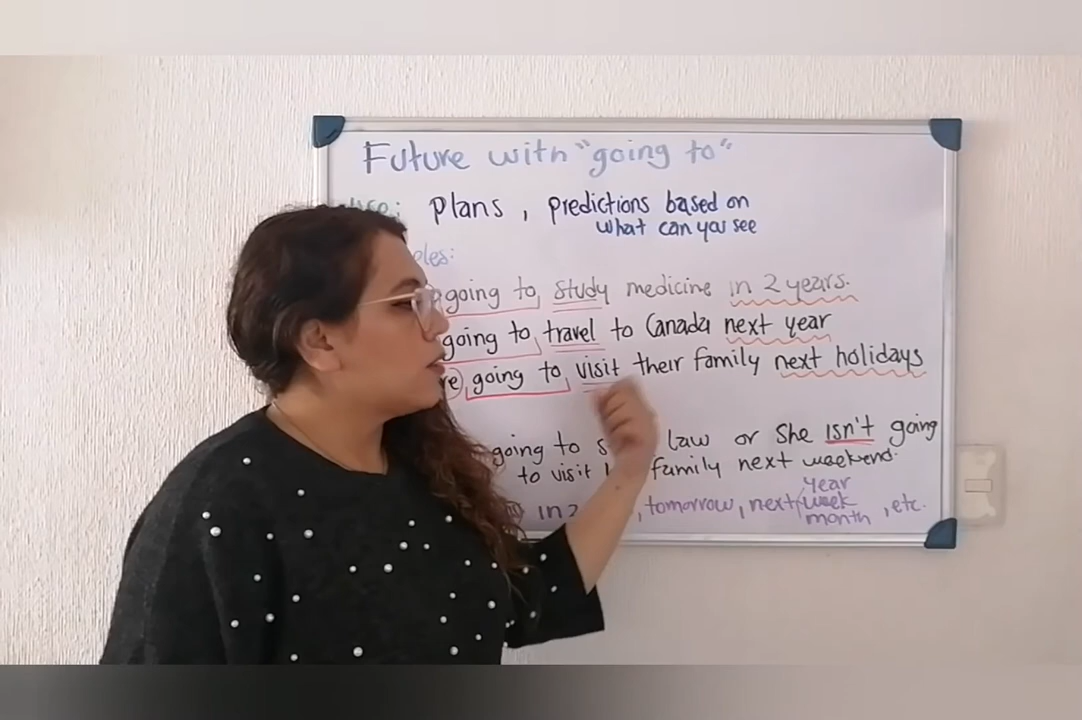 Future with "going to"
Plans, predictions based on
what can you see
going to study medicine in 2 years.
going to travel to Canada next year
going to visit their family next holidays
going to law or She isn't going
to visit family next weekend.
in 2 , tomorrow, next year
week
month , etc.